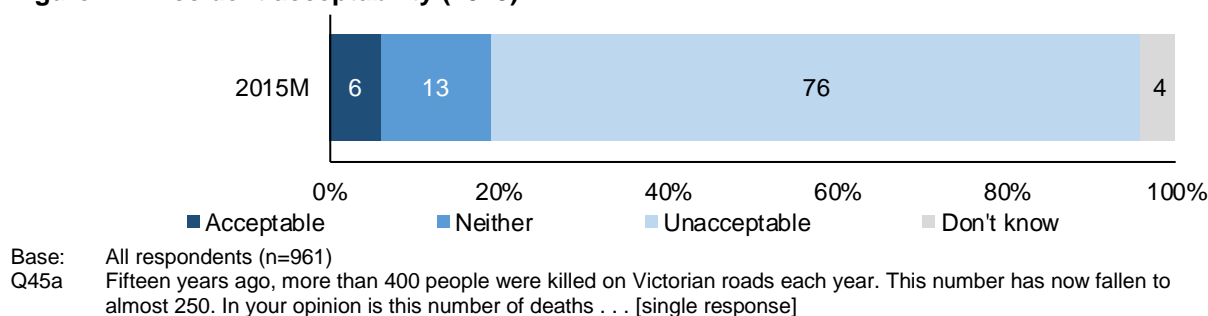 2015M 6 13 76 4
0% 20% 40% 60% 80% 100%
Acceptable Neither Unacceptable Don't know
Base: All respondents (n=961)
Q45a Fifteen years ago, more than 400 people were killed on Victorian roads each year. This number has now fallen to
almost 250. In your opinion is this number of deaths . . . [single response]